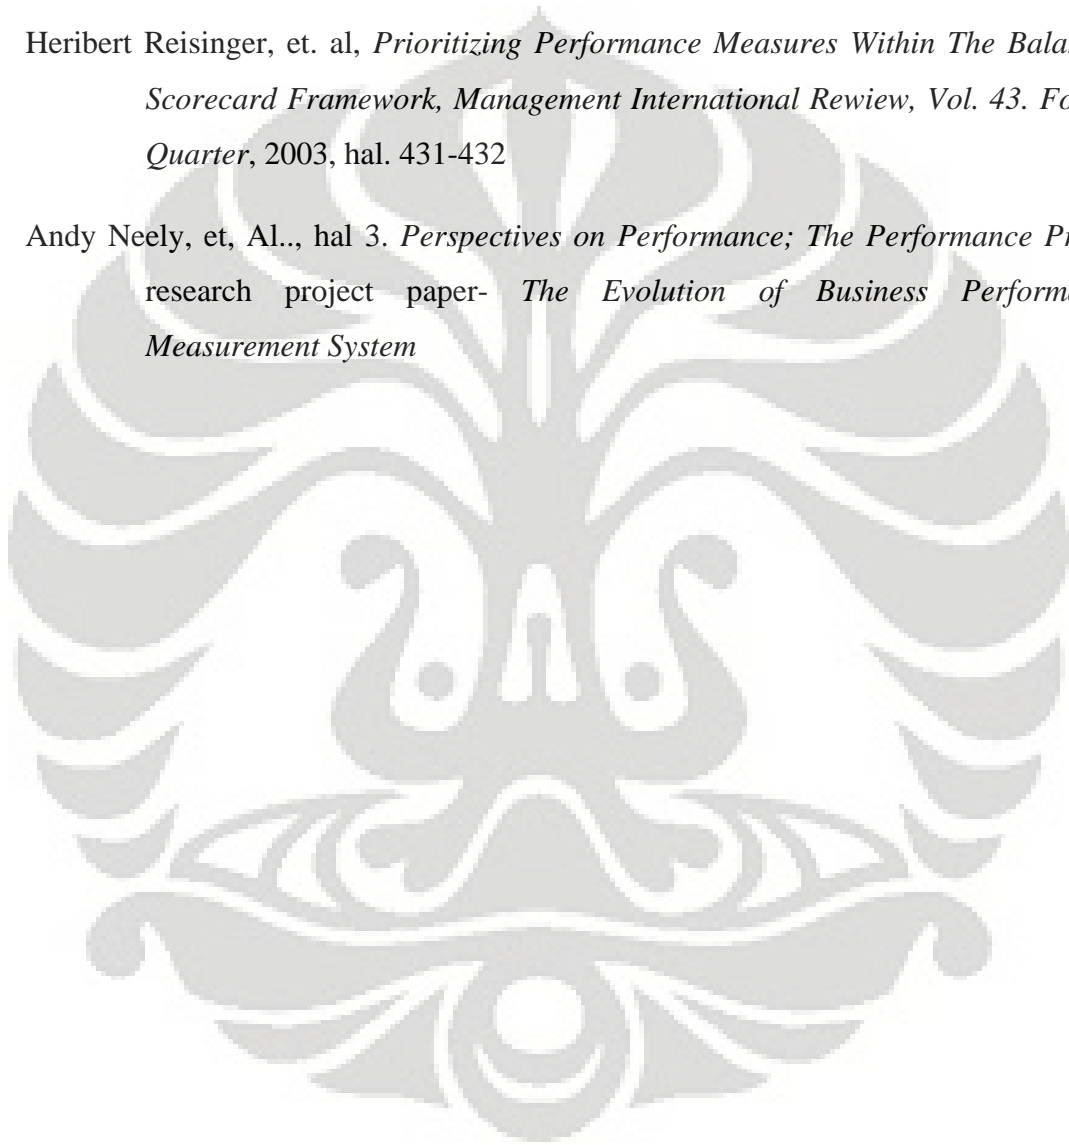 Heribert Reisinger, et. al, Prioritizing Performance Measures Within The Bala
Scorecard Framework, Management International Rewiew, Vol. 43. Fo
Quarter, 2003, hal. 431-432
Andy Neely, et, Al.., hal 3. Perspectives on Performance; The Performance Pr
research project paper- The Evolution of Business Performa
Measurement System